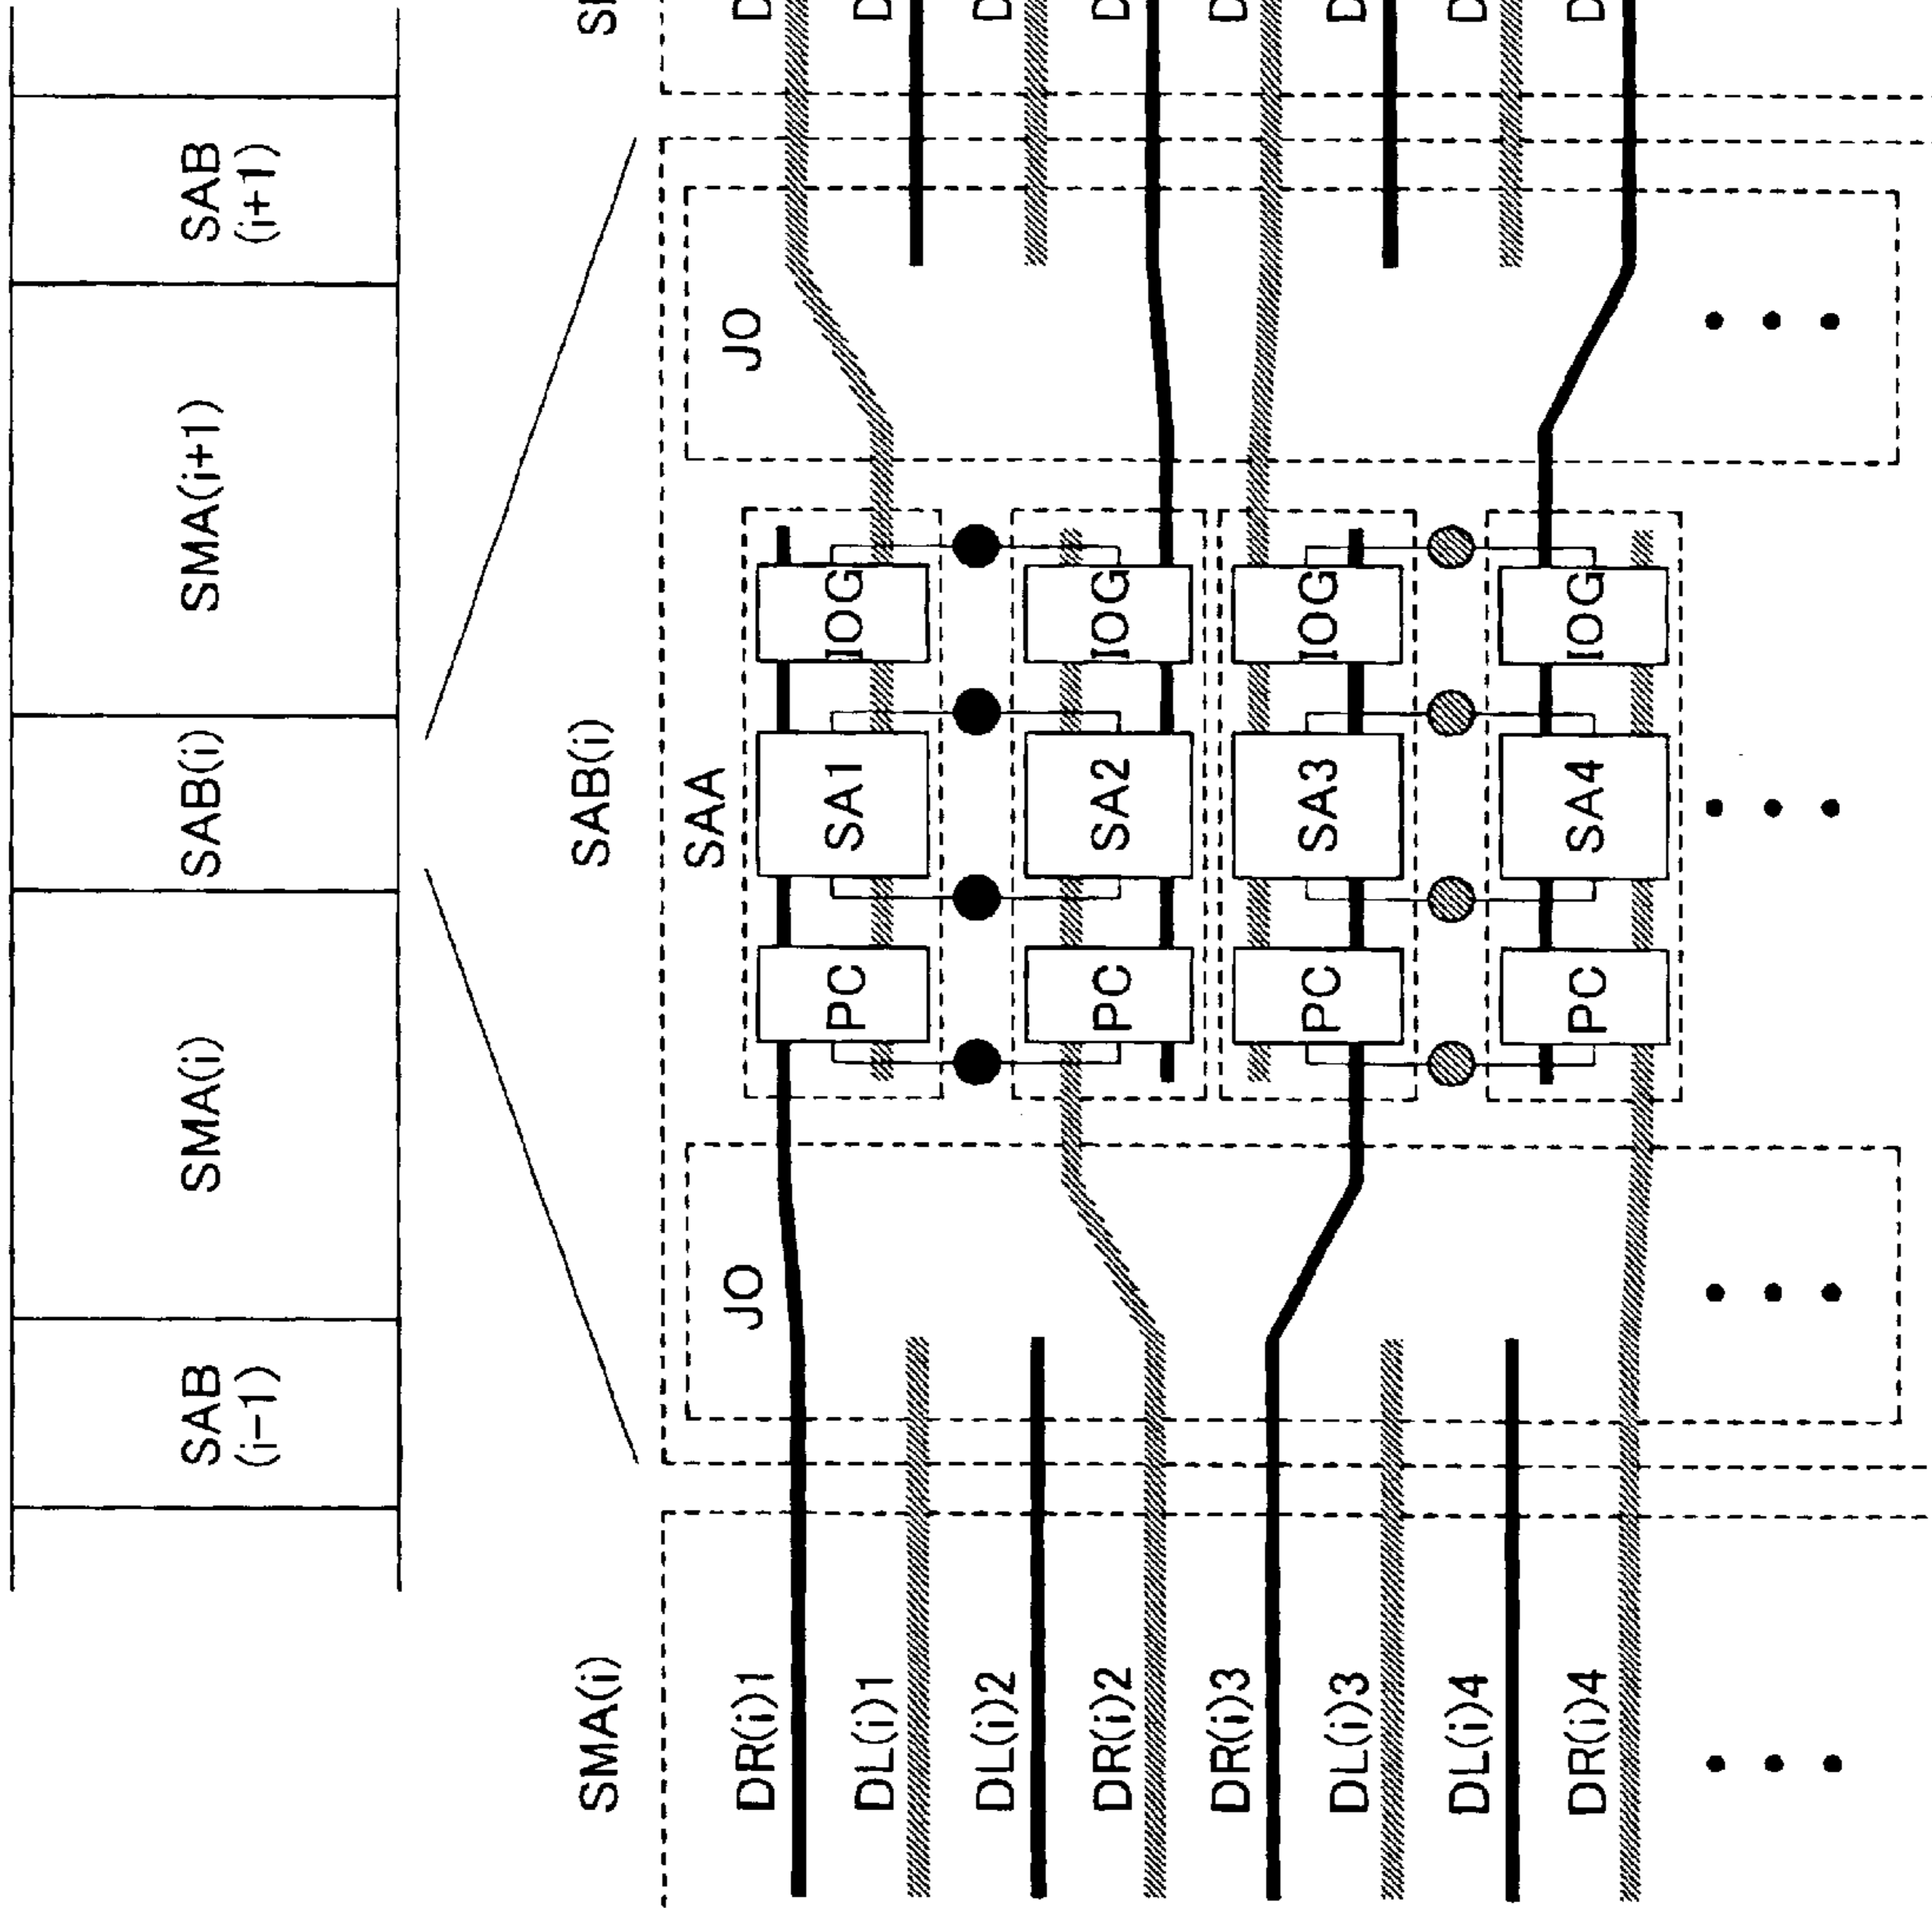 SAB
(i-1)
SMA(i)
SAB(i)
SMA(i+1)
SAB
(i+1)
SMA(i)
SAB(i)
SAA
JO
JO
DR(i)1
DL(i)1
DL(i)2
DR(i)2
DR(i)3
DL(i)3
DL(i)4
DR(i)4
PC
SA1
IOG
PC
SA2
IOG
PC
SA3
IOG
PC
SA4
IOG
D
D
D
D
D
D
D
D